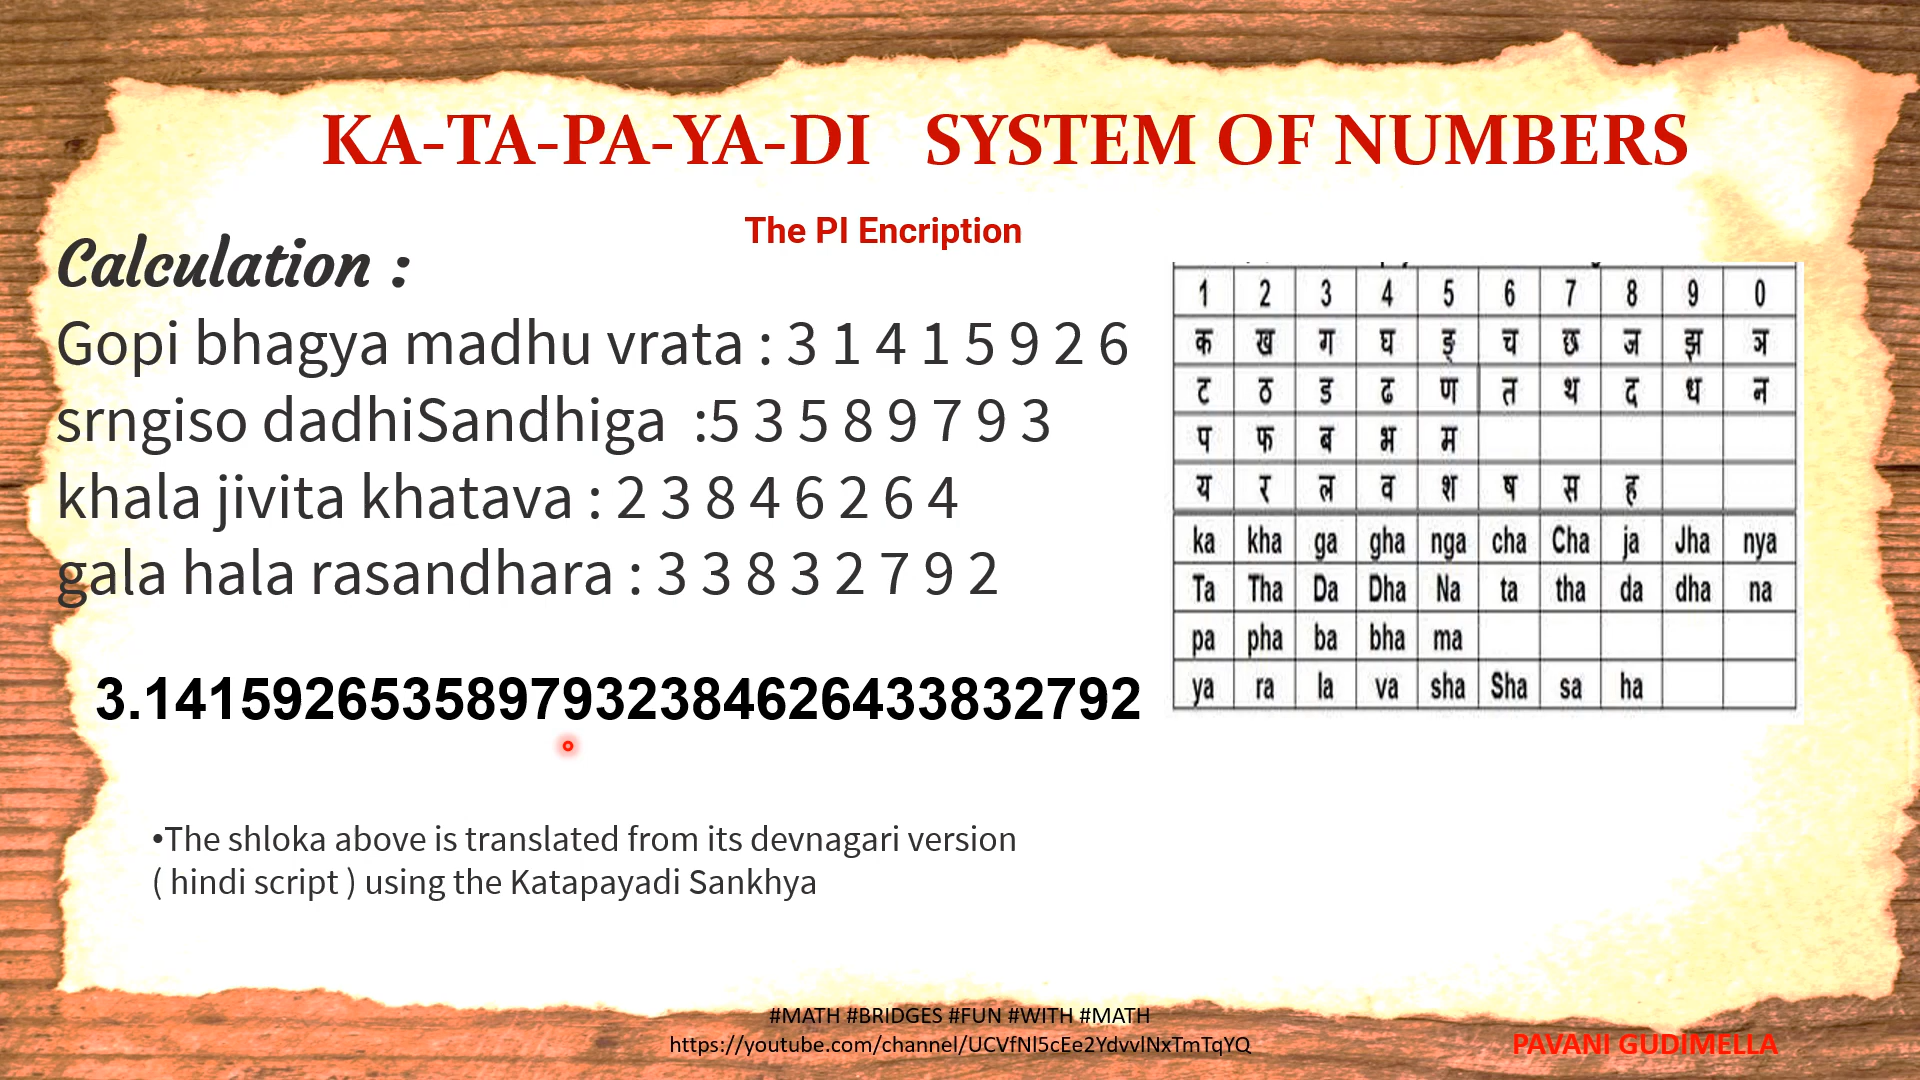 KA-TA-PA-YA-DI SYSTEM OF NUMBERS
The PI Encription
Calculation :
Gopi bhagya madhu vrata : 3 1 4 1 5 9 2 6
srngiso dadhiSandhiga :5 3 5 8 9 7 9 3
khala jivita khatava : 2 3 8 4 6 2 6 4
gala hala rasandhara : 3 3 8 3 2 7 9 2
3.1415926535897932384626433832792
•The shloka above is translated from its devnagari version
( hindi script ) using the Katapayadi Sankhya
1 2 3 4 5 6 7 8 9 0
क ख ग घ ङ च छ ज झ ञ
ट ठ ड ढ ण त थ द ध न
प फ ब भ म
य र ल व श ष स ह
ka kha ga gha nga cha Cha ja Jha nya
Ta Tha Da Dha Na ta tha da dha na
pa pha ba bha ma
ya ra la va sha Sha sa ha
#MATH #BRIDGES #FUN #WITH #MATH
https://youtube.com/channel/UCVfNl5cEe2YdvvlNxTmTqYQ
PAVANI GUDIMELLA